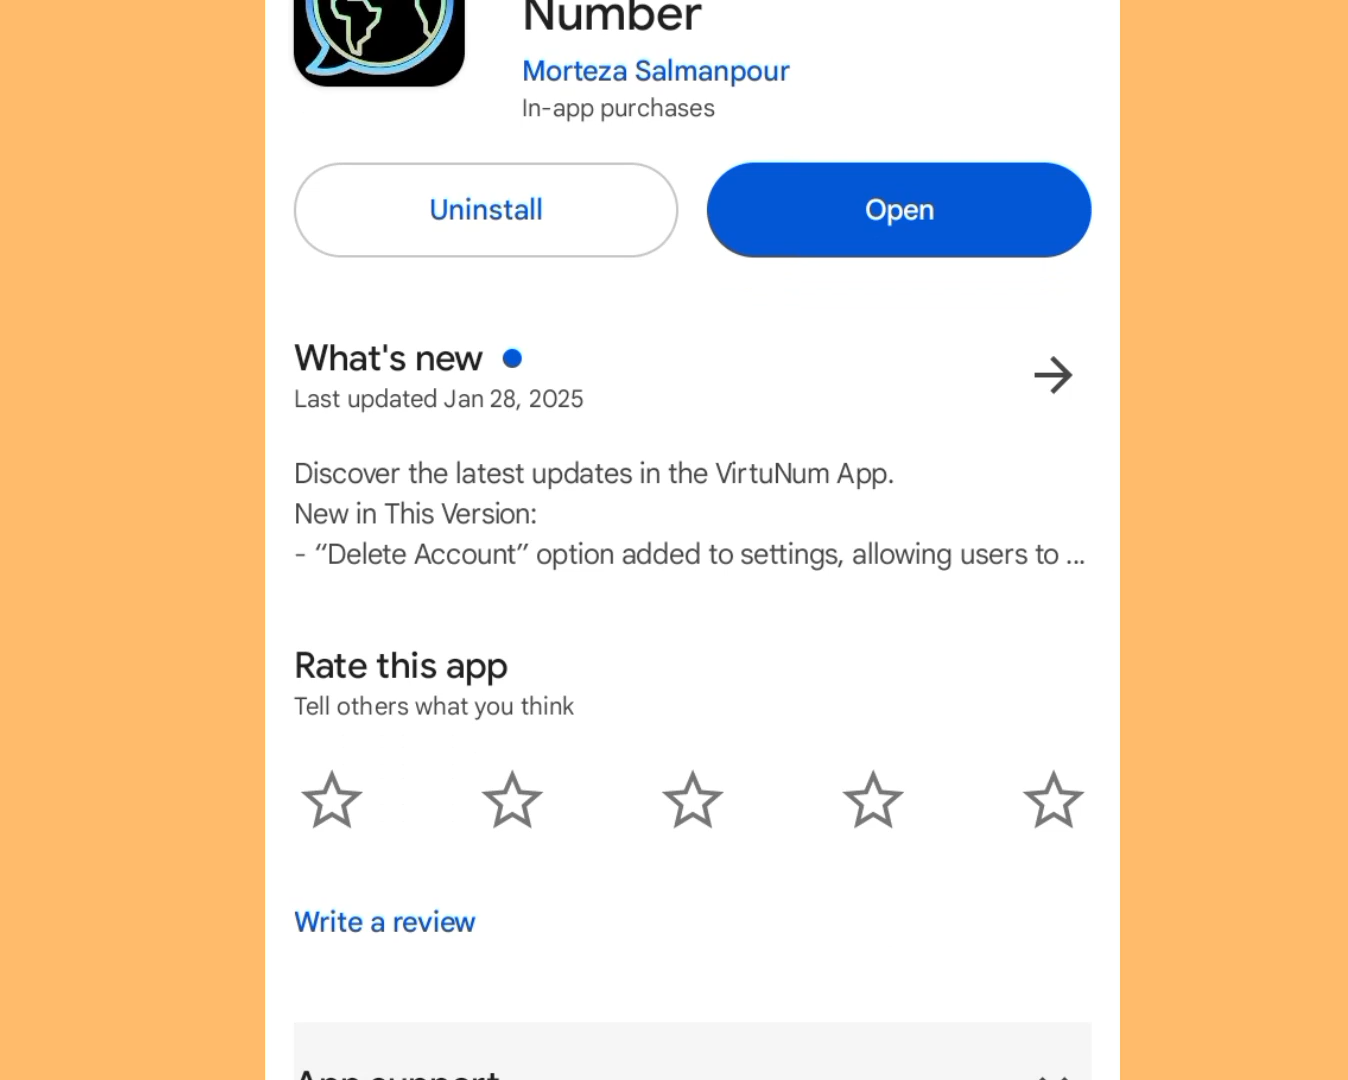 Number
Morteza Salmanpour
In-app purchases
Uninstall
Open
What's new
Last updated Jan 28, 2025
Discover the latest updates in the VirtuNum App.
New in This Version:
- “Delete Account” option added to settings, allowing users to ...
Rate this app
Tell others what you think
Write a review
App support